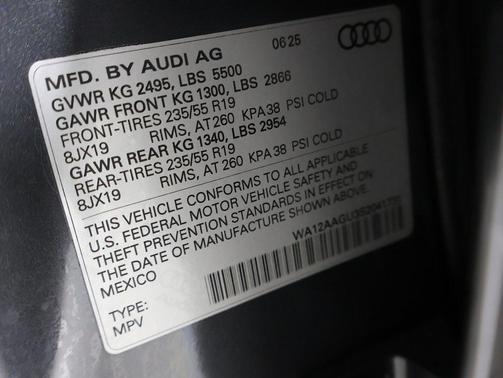 MFD. BY AUDI AG 06 25
GVWR KG 2495, LBS 5500
GAWR FRONT KG 1300, LBS 2866
FRONT-TIRES 235/55 R19
8JX19 RIMS, AT 260 KPA 38 PSI COLD
GAWR REAR KG 1340, LBS 2954
REAR-TIRES 235/55 R19
8JX19 RIMS, AT 260 KPA 38 PSI COLD
THIS VEHICLE CONFORMS TO ALL APPLICABLE
U.S. FEDERAL MOTOR VEHICLE SAFETY AND
THEFT PREVENTION STANDARDS IN EFFECT ON
THE DATE OF MANUFACTURE SHOWN ABOVE.
MEXICO
TYPE:
MPV